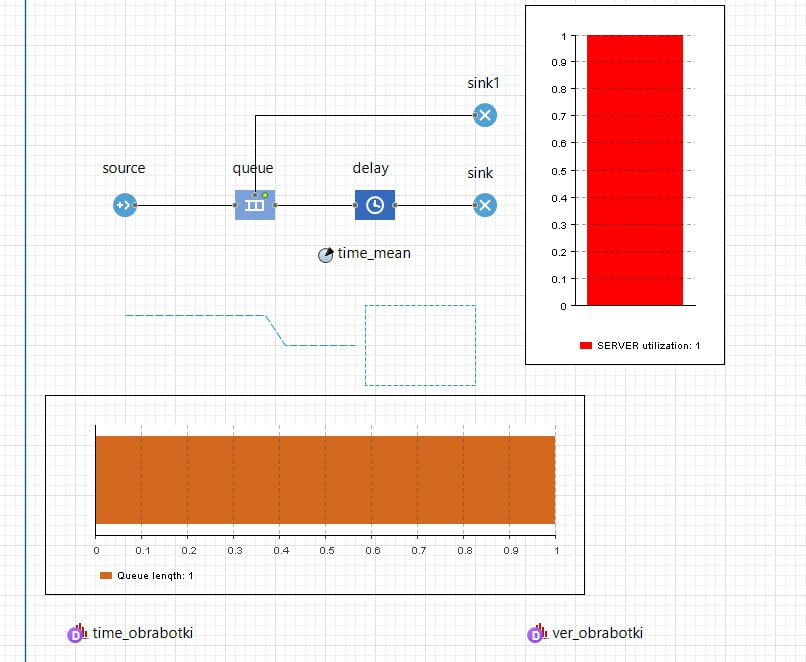 sink1
source
queue
delay
sink
time_mean
1
0.9
0.8
0.7
0.6
0.5
0.4
0.3
0.2
0.1
0
SERVER utilization: 1
0 0.1 0.2 0.3 0.4 0.5 0.6 0.7 0.8 0.9 1
Queue length: 1
D time_obrabotki
D ver_obrabotki